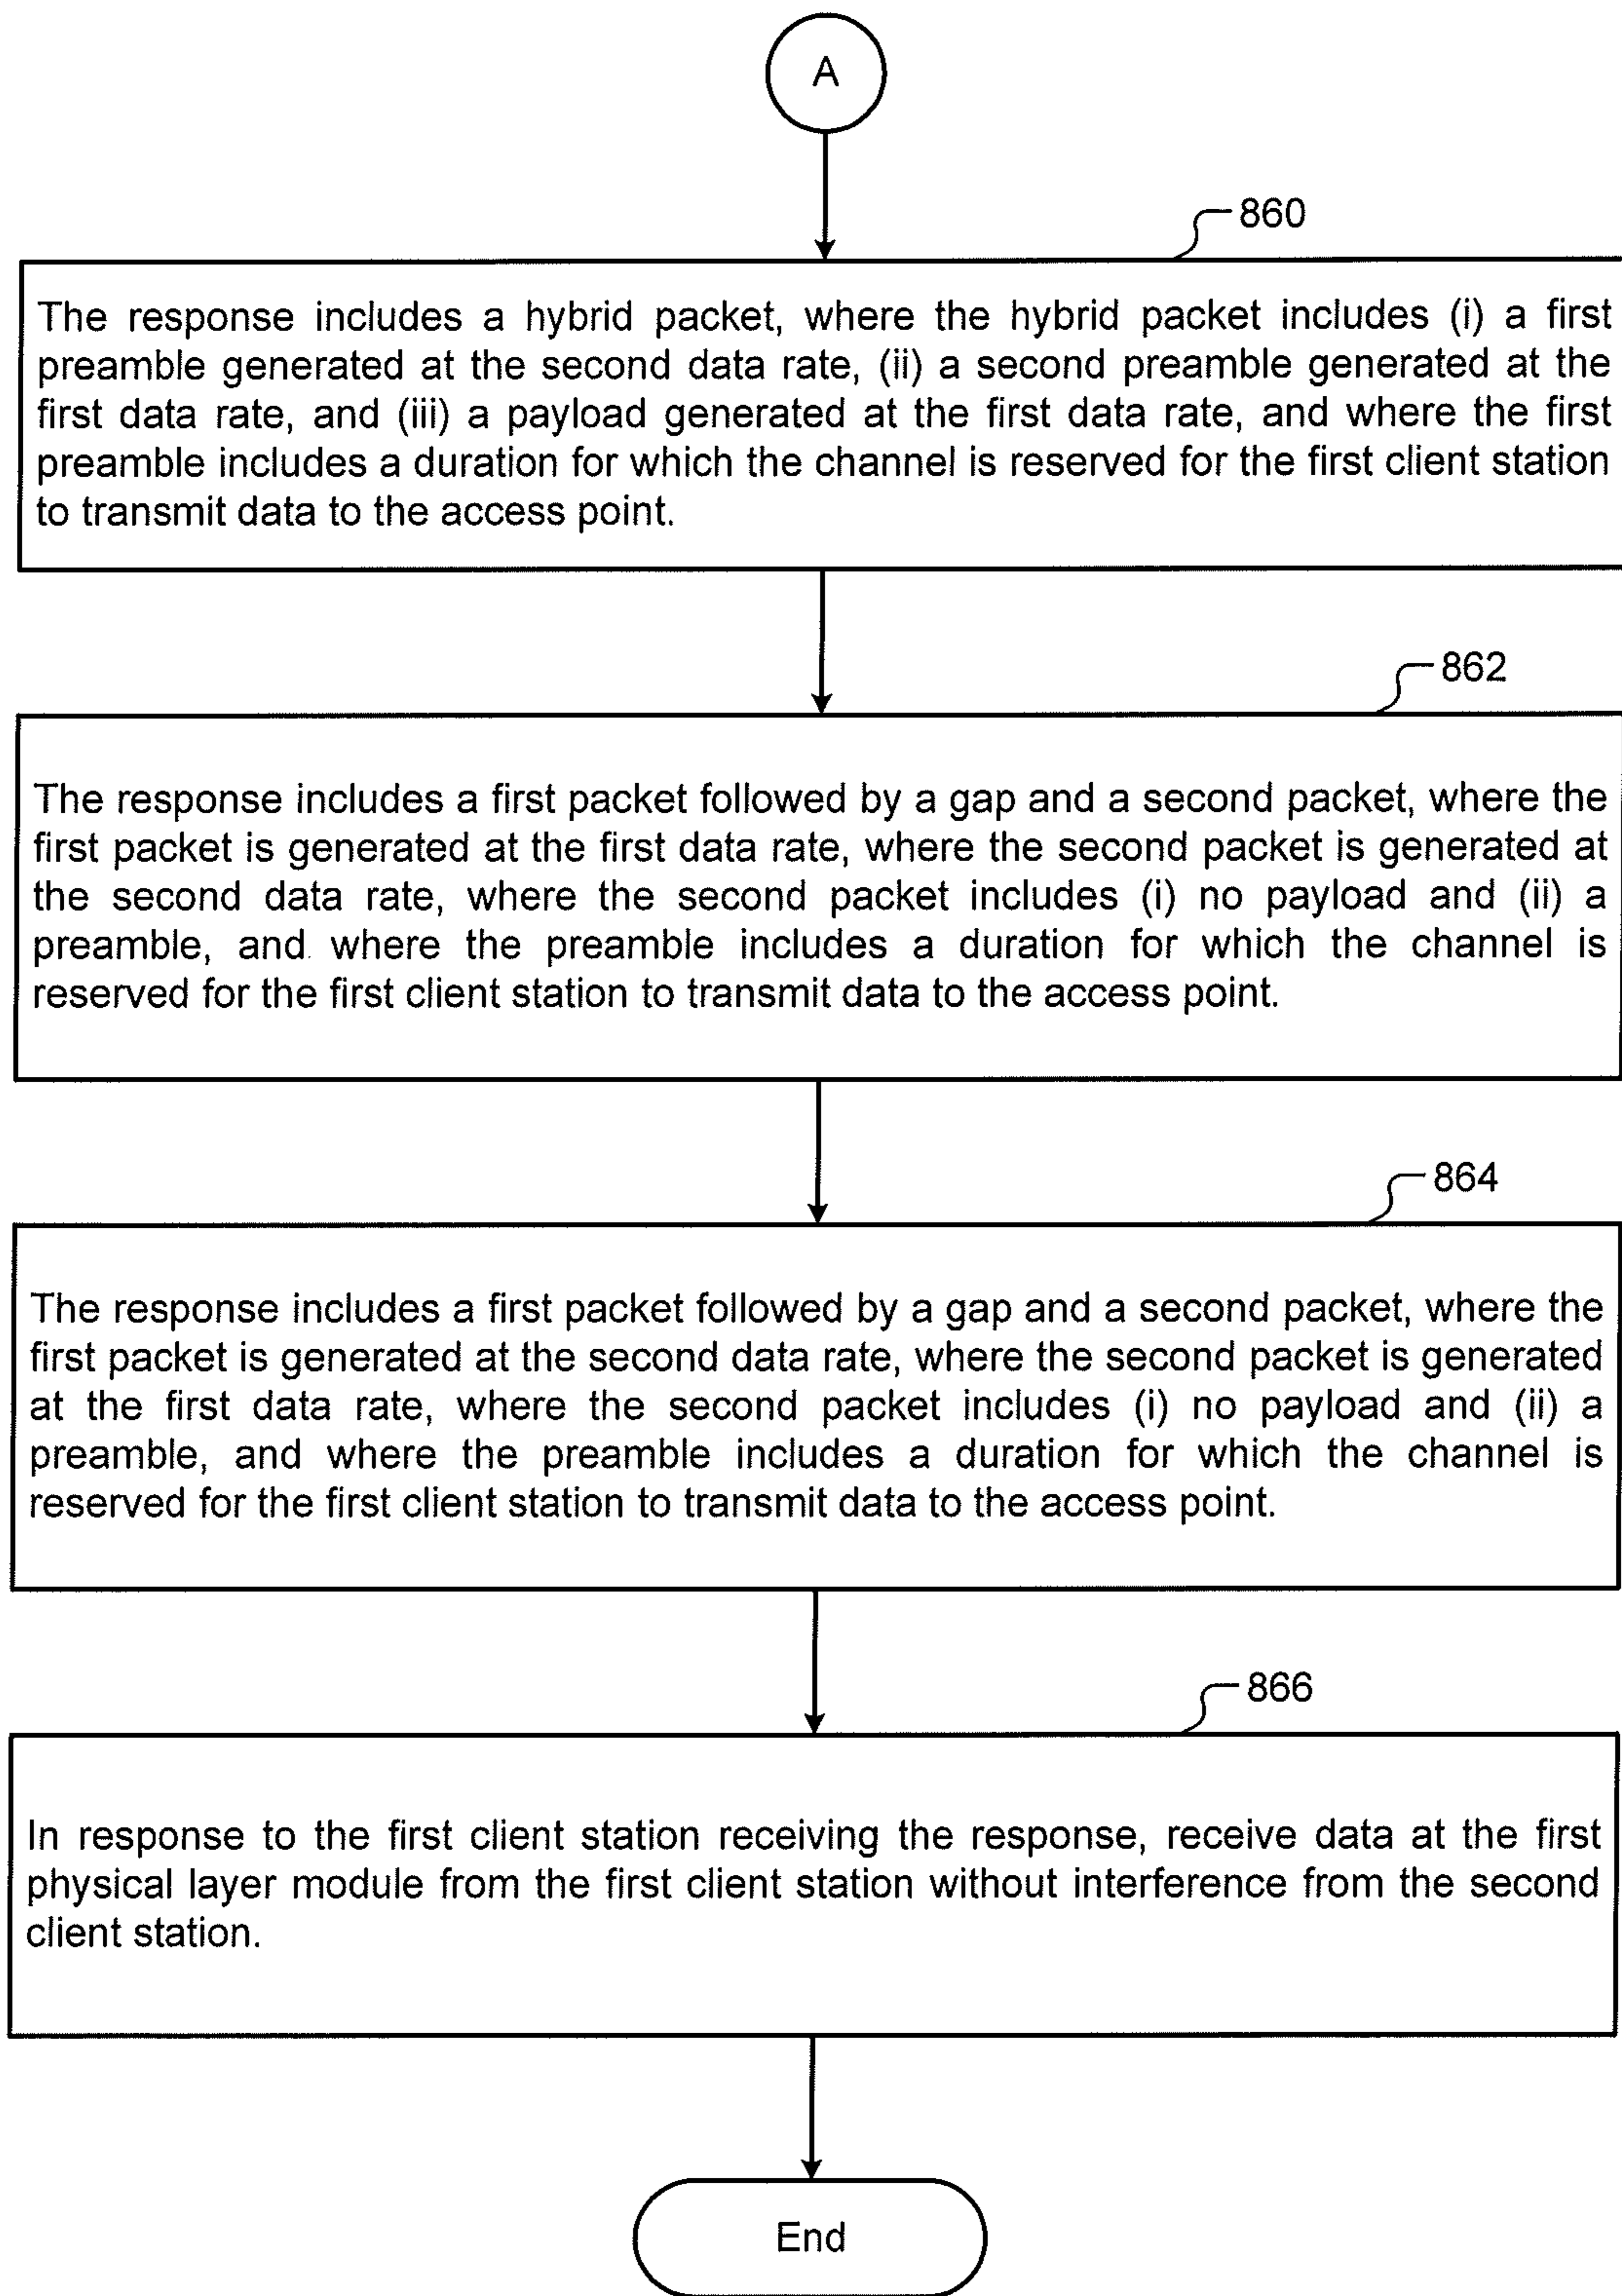 A
860
The response includes a hybrid packet, where the hybrid packet includes (i) a first
preamble generated at the second data rate, (ii) a second preamble generated at the
first data rate, and (iii) a payload generated at the first data rate, and where the first
preamble includes a duration for which the channel is reserved for the first client station
to transmit data to the access point.
862
The response includes a first packet followed by a gap and a second packet, where the
first packet is generated at the first data rate, where the second packet is generated at
the second data rate, where the second packet includes (i) no payload and (ii) a
preamble, and where the preamble includes a duration for which the channel is
reserved for the first client station to transmit data to the access point.
864
The response includes a first packet followed by a gap and a second packet, where the
first packet is generated at the second data rate, where the second packet is generated
at the first data rate, where the second packet includes (i) no payload and (ii) a
preamble, and where the preamble includes a duration for which the channel is
reserved for the first client station to transmit data to the access point.
866
In response to the first client station receiving the response, receive data at the first
physical layer module from the first client station without interference from the second
client station.
End